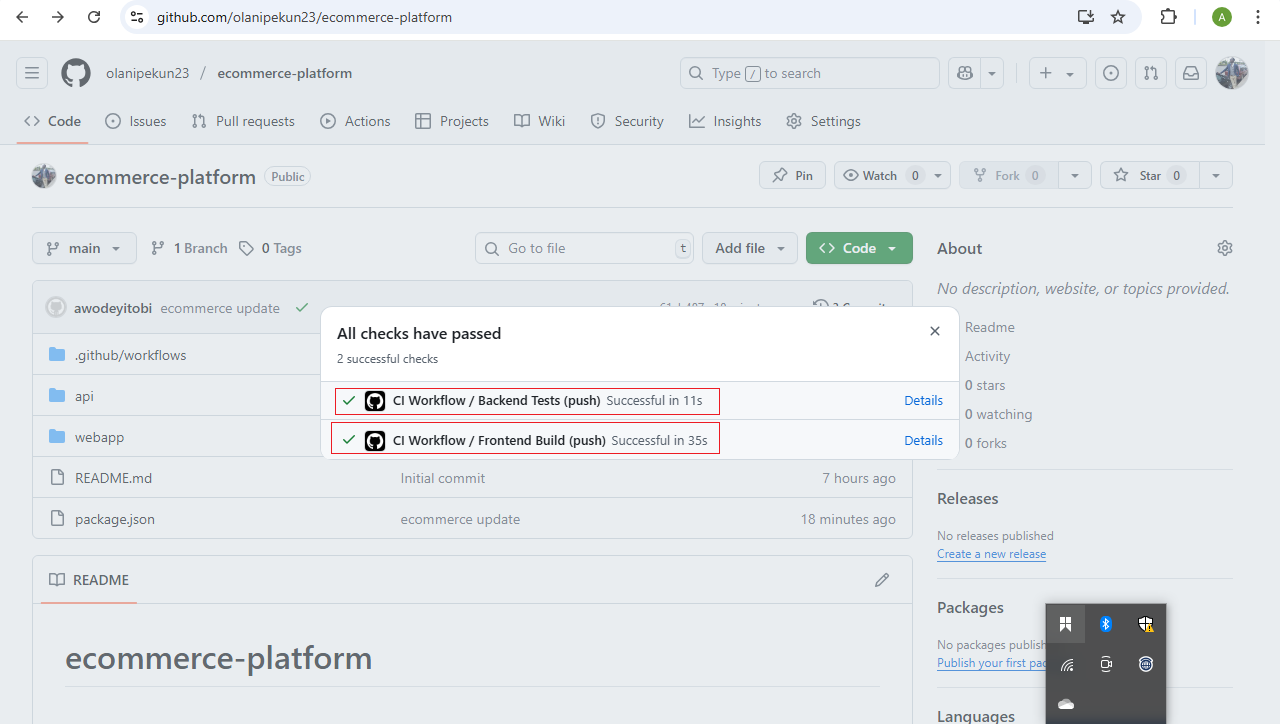 github.com/olanipekun23/ecommerce-platform
A
olanipekun23 / ecommerce-platform
Type / to search
Code Issues Pull requests Actions Projects Wiki Security Insights Settings
ecommerce-platform Public
Pin Watch 0 Fork 0 Star 0
main 1 Branch 0 Tags Go to file t Add file Code
About
No description, website, or topics provided.
awodeyitobi ecommerce update
All checks have passed
2 successful checks
CI Workflow / Backend Tests (push) Successful in 11s Details
CI Workflow / Frontend Build (push) Successful in 35s Details
.github/workflows
api
webapp
README.md Initial commit 7 hours ago
package.json ecommerce update 18 minutes ago
Readme
Activity
0 stars
0 watching
0 forks
Releases
No releases published
Create a new release
README
ecommerce-platform
Packages
No packages
Publish your first
Languages